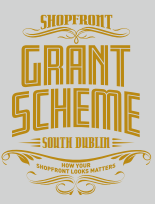 SHOPFRONT
GRANT
SCHEME
SOUTH DUBLIN
HOW YOUR
SHOPFRONT LOOKS MATTERS